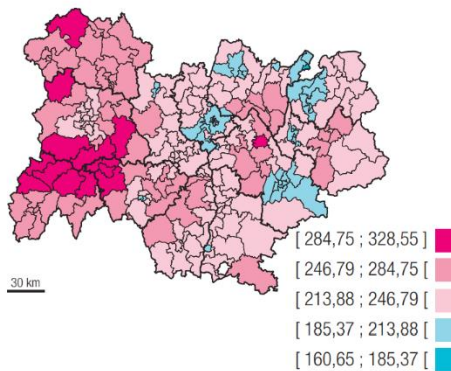 30 km
[ 284,75 ; 328,55 ]
[ 246,79 ; 284,75 [
[ 213,88 ; 246,79 [
[ 185,37 ; 213,88 [
[ 160,65 ; 185,37 [